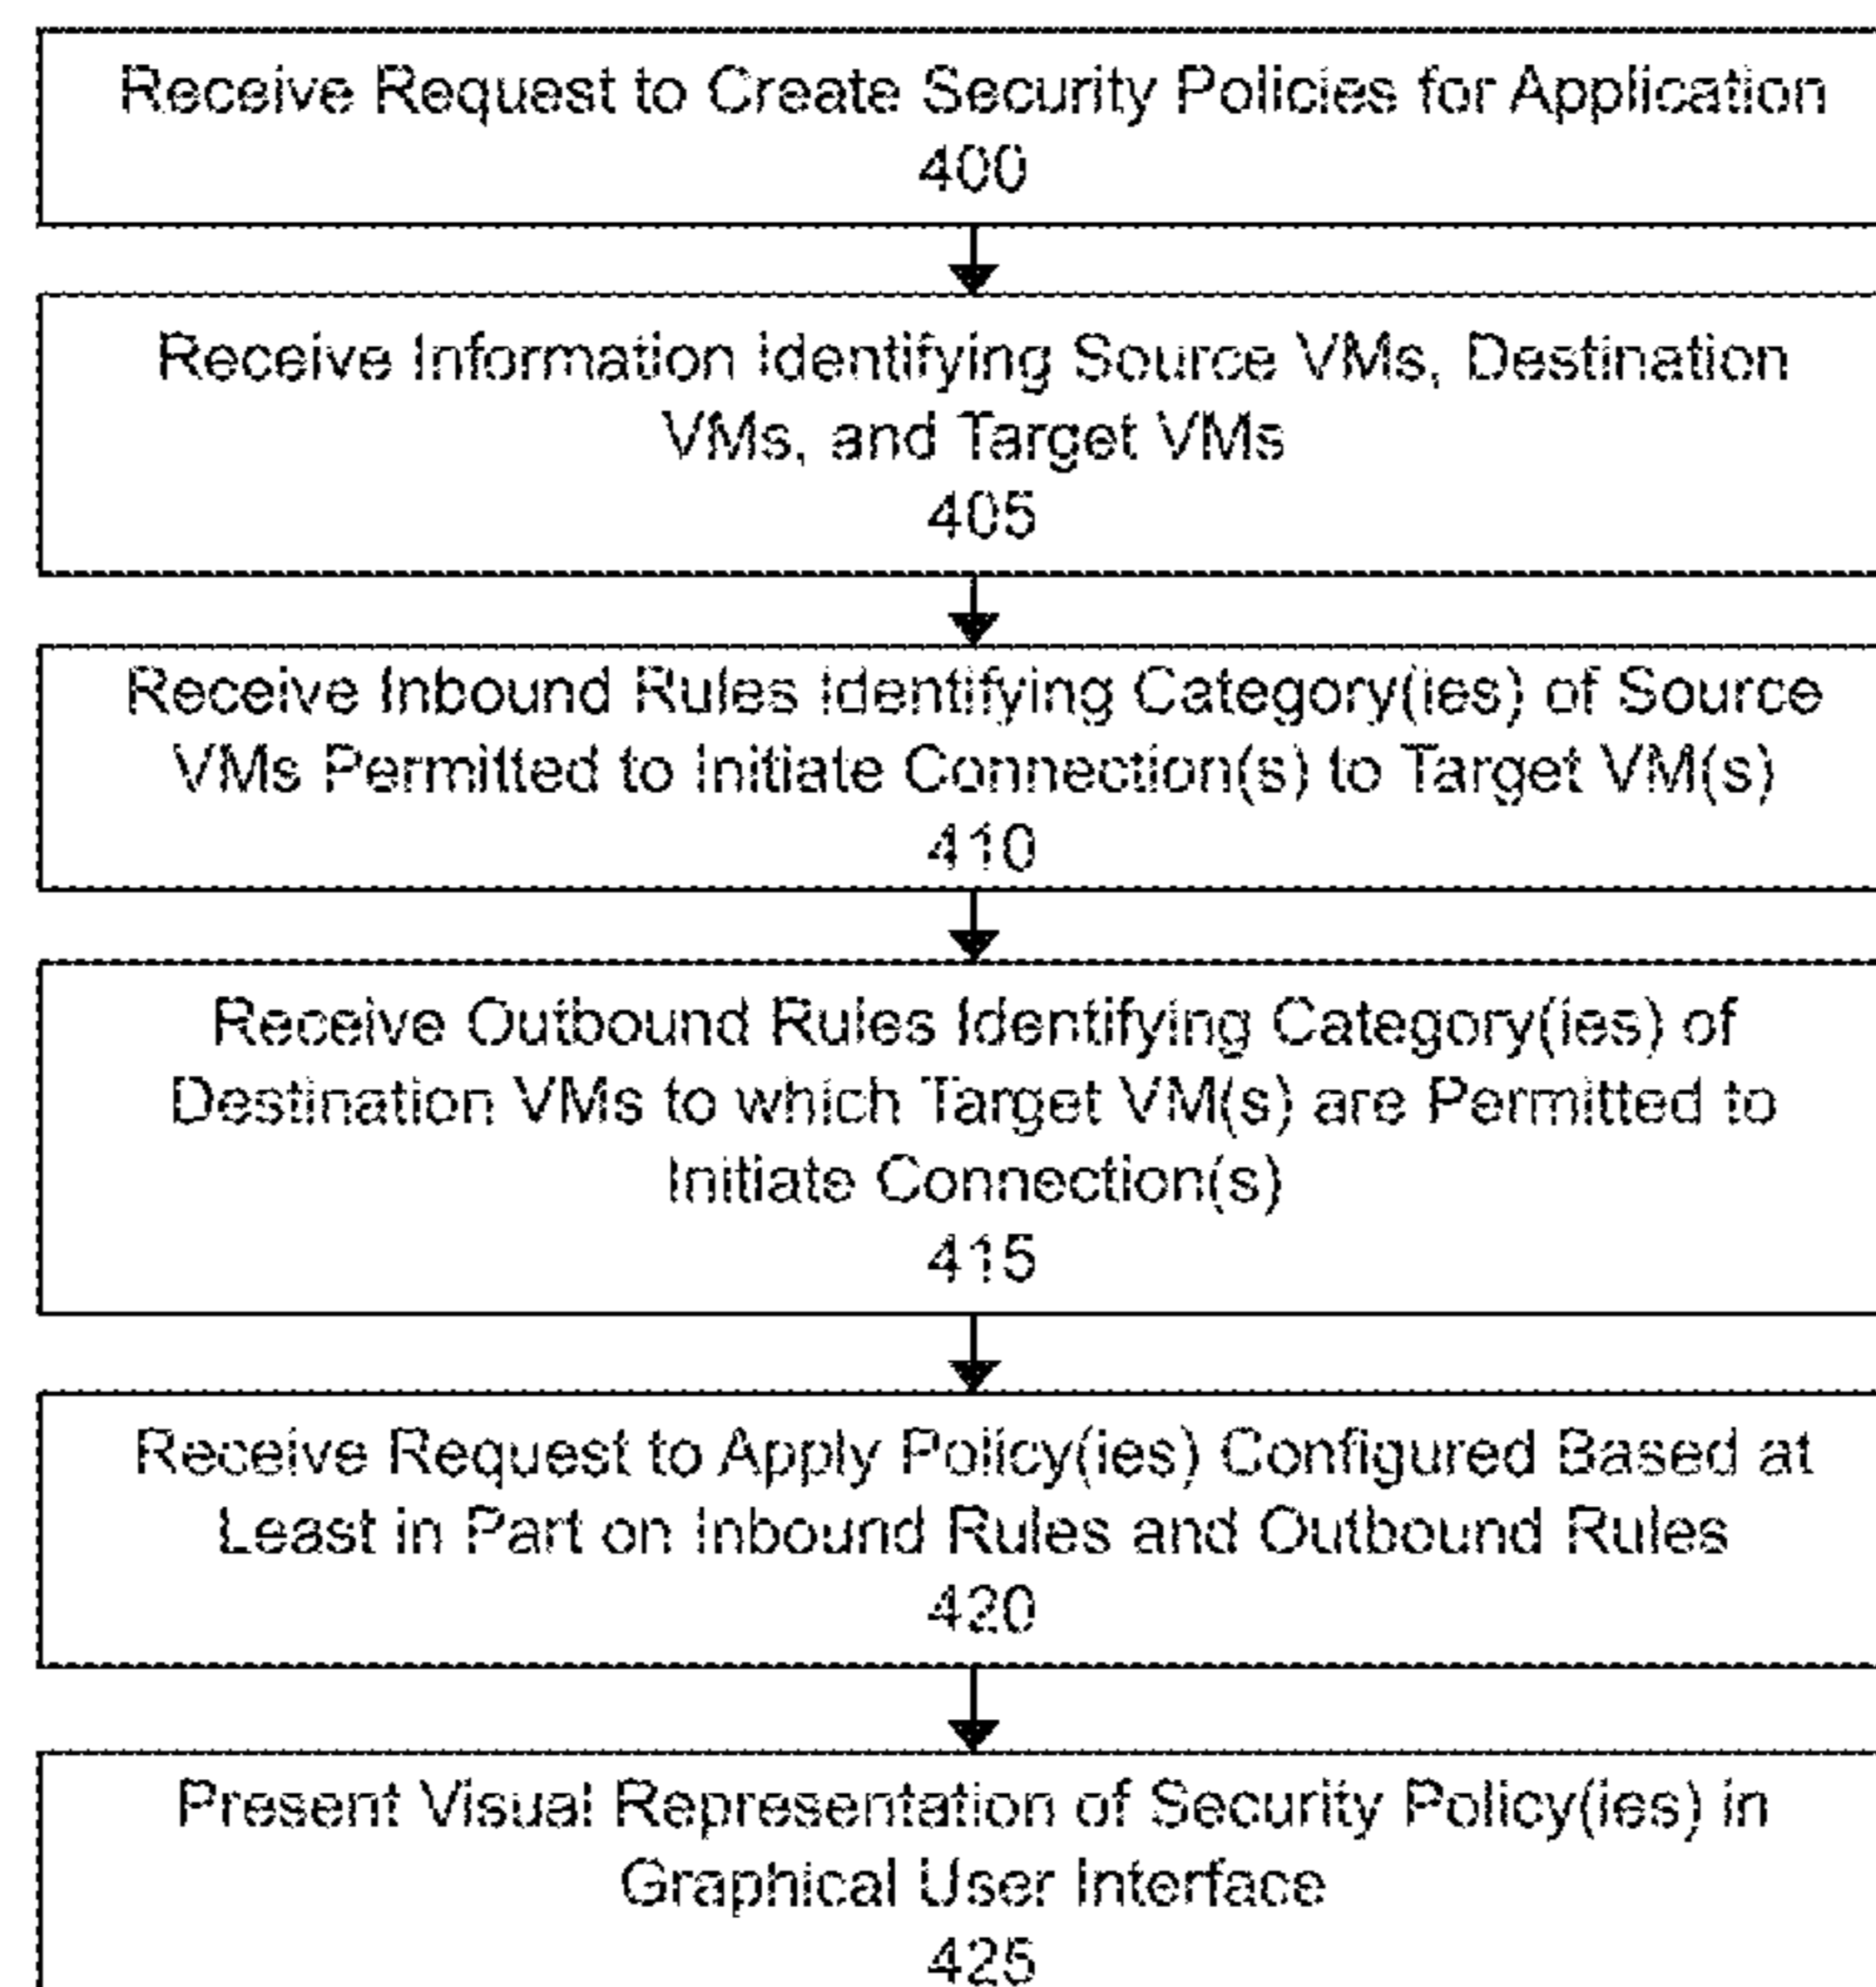 Receive Request to Create Security Policies for Application
400
Receive Information Identifying Source VMs, Destination
VMs, and Target VMs
405
Receive Inbound Rules Identifying Category(ies) of Source
VMs Permitted to Initiate Connection(s) to Target VM(s)
410
Receive Outbound Rules Identifying Category(ies) of
Destination VMs to which Target VM(s) are Permitted to
Initiate Connection(s)
415
Receive Request to Apply Policy(ies) Configured Based at
Least in Part on Inbound Rules and Outbound Rules
420
Present Visual Representation of Security Policy(ies) in
Graphical User Interface
425